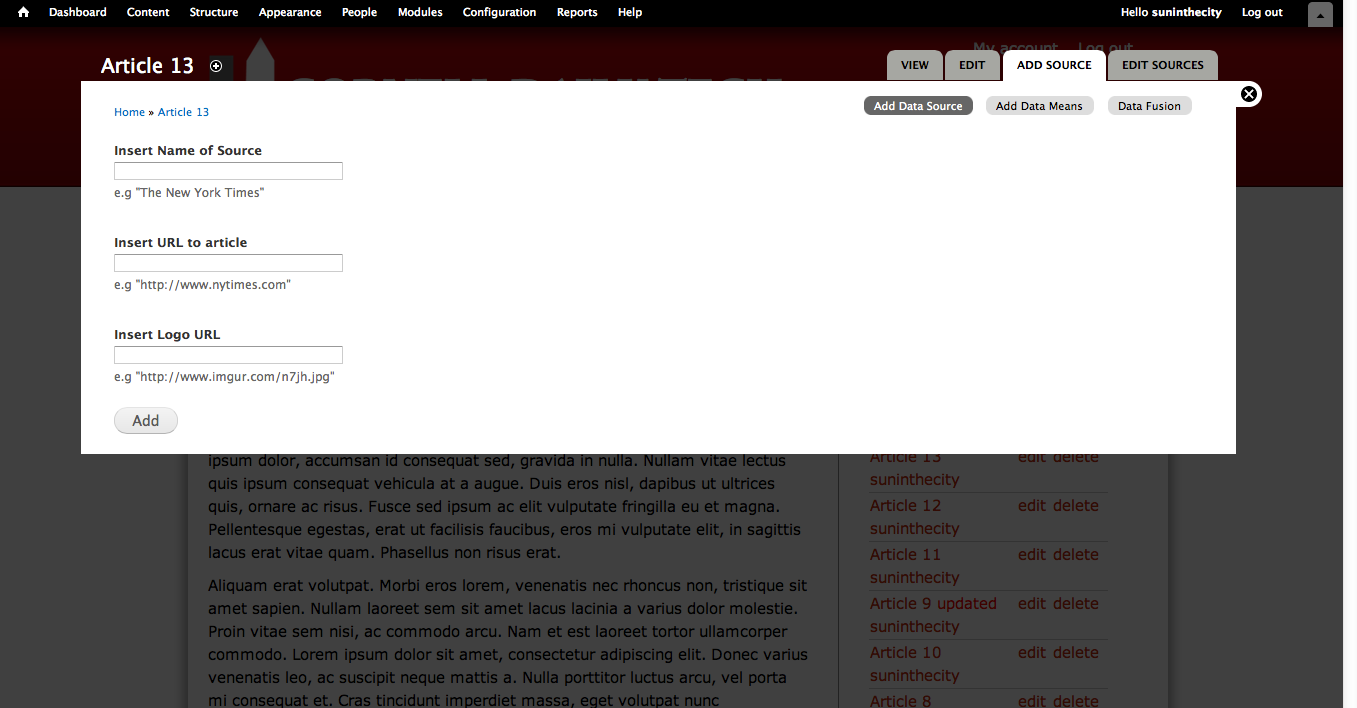 Dashboard Content Structure Appearance People Modules Configuration Reports Help Hello suninthecity Log out
My account Log out
Article 13 VIEW EDIT ADD SOURCE EDIT SOURCES
Home » Article 13 Add Data Source Add Data Means Data Fusion
Insert Name of Source
e.g "The New York Times"
Insert URL to article
e.g "http://www.nytimes.com"
Insert Logo URL
e.g "http://www.imgur.com/n7jh.jpg"
Add
ipsum dolor, accumsan id consequat sed, gravida in nulla. Nullam vitae lectus
quis ipsum consequat vehicula at a augue. Duis eros nisl, dapibus ut ultrices
quis, ornare ac risus. Fusce sed ipsum ac elit vulputate fringilla eu et magna.
Pellentesque egestas, erat ut facilisis faucibus, eros mi vulputate elit, in sagittis
lacus erat vitae quam. Phasellus non risus erat.
Aliquam erat volutpat. Morbi eros lorem, venenatis nec rhoncus non, tristique sit
amet sapien. Nullam laoreet sem sit amet lacus lacinia a varius dolor molestie.
Proin vitae sem nisi, ac commodo arcu. Nam et est laoreet tortor ullamcorper
commodo. Lorem ipsum dolor sit amet, consectetur adipiscing elit. Donec varius
venenatis leo, ac suscipit neque mattis a. Nulla porttitor luctus arcu, vel porta
mi consequat et. Cras tincidunt imperdiet massa, eget volutpat nunc
Article 13 edit delete
suninthecity
Article 12 edit delete
suninthecity
Article 11 edit delete
suninthecity
Article 9 updated edit delete
suninthecity
Article 10 edit delete
suninthecity
Article 8 edit delete